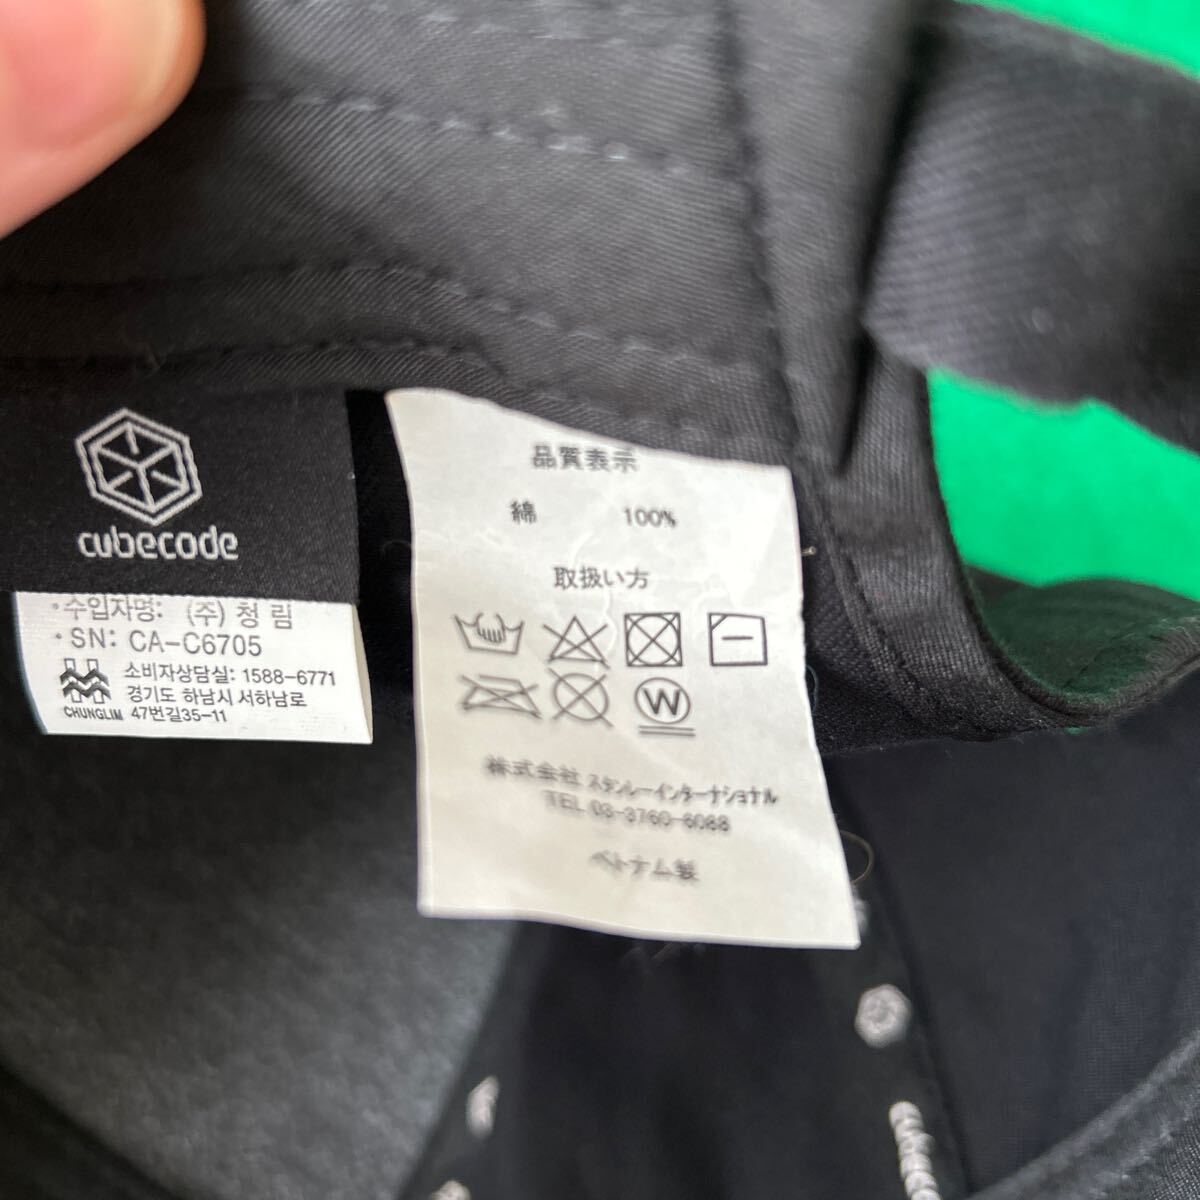 cubecode
·수입자명: (주) 청 림
·SN: CA-C6705
소비자상담실: 1588-6771
경기도 하남시 서하남로
CHUNGLIM 47번길35-11
品質表示
綿 100%
取扱い方
W
株式会社 スタンレーインターナショナル
TEL 03-3760-6088
ベトナム製